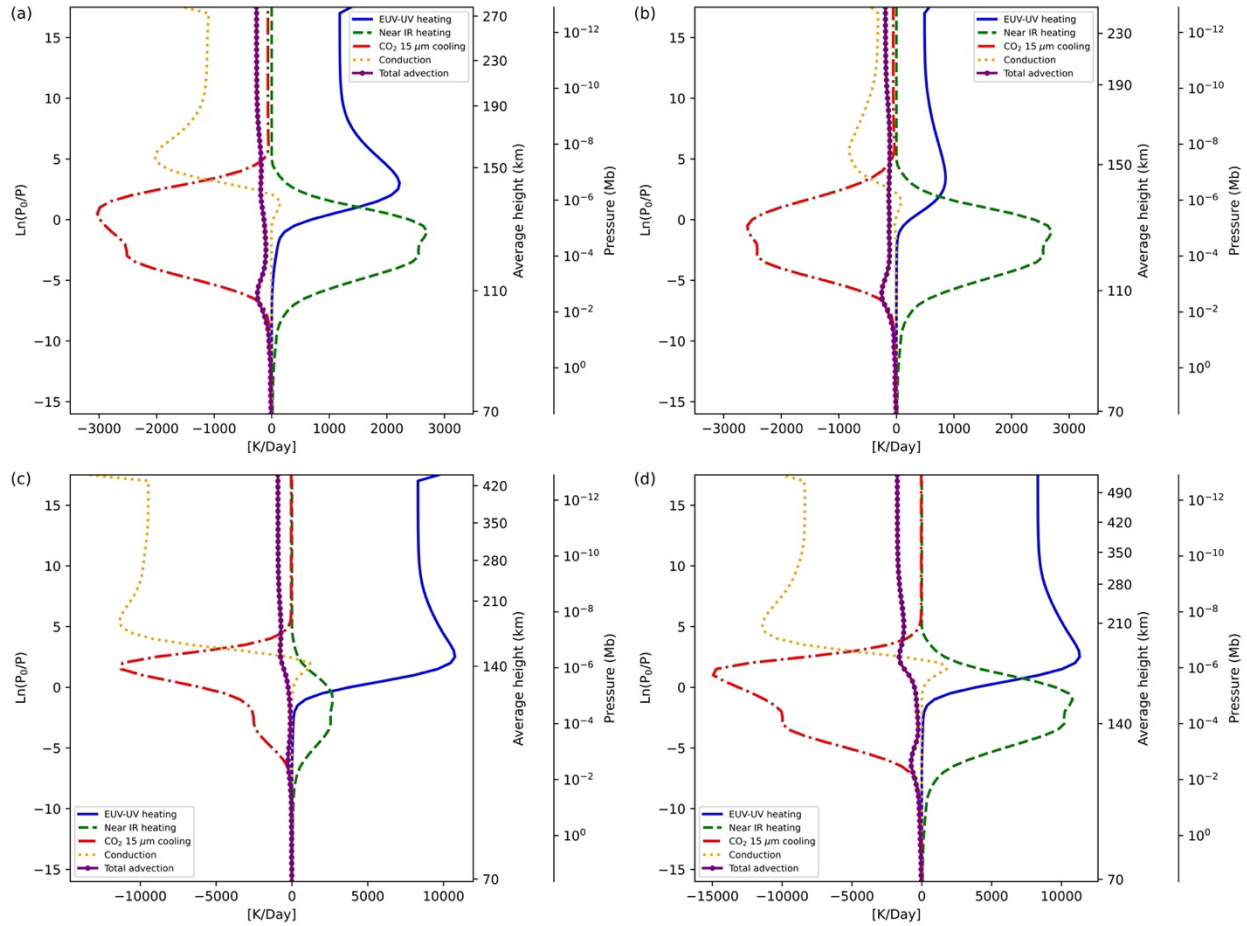 (a)
EUV-UV heating
Near IR heating
CO₂ 15 μm cooling
Conduction
Total advection
15
10
5
0
−5
−10
−15
Ln(P₀/P)
−3000 −2000 −1000 0 1000 2000 3000
[K/Day]
270
230
190
150
110
70
Average height (km)
10⁻¹²
10⁻¹⁰
10⁻⁸
10⁻⁶
10⁻⁴
10⁻²
10⁰
Pressure (Mb)
(b)
EUV-UV heating
Near IR heating
CO₂ 15 μm cooling
Conduction
Total advection
15
10
5
0
−5
−10
−15
Ln(P₀/P)
−3000 −2000 −1000 0 1000 2000 3000
[K/Day]
230
190
150
110
70
Average height (km)
10⁻¹²
10⁻¹⁰
10⁻⁸
10⁻⁶
10⁻⁴
10⁻²
10⁰
Pressure (Mb)
(c)
15
10
5
0
−5
−10
−15
Ln(P₀/P)
EUV-UV heating
Near IR heating
CO₂ 15 μm cooling
Conduction
Total advection
−10000 −5000 0 5000 10000
[K/Day]
420
350
280
210
140
70
Average height (km)
10⁻¹²
10⁻¹⁰
10⁻⁸
10⁻⁶
10⁻⁴
10⁻²
10⁰
Pressure (Mb)
(d)
15
10
5
0
−5
−10
−15
Ln(P₀/P)
EUV-UV heating
Near IR heating
CO₂ 15 μm cooling
Conduction
Total advection
−15000 −10000 −5000 0 5000 10000
[K/Day]
490
420
350
280
210
140
70
Average height (km)
10⁻¹²
10⁻¹⁰
10⁻⁸
10⁻⁶
10⁻⁴
10⁻²
10⁰
Pressure (Mb)